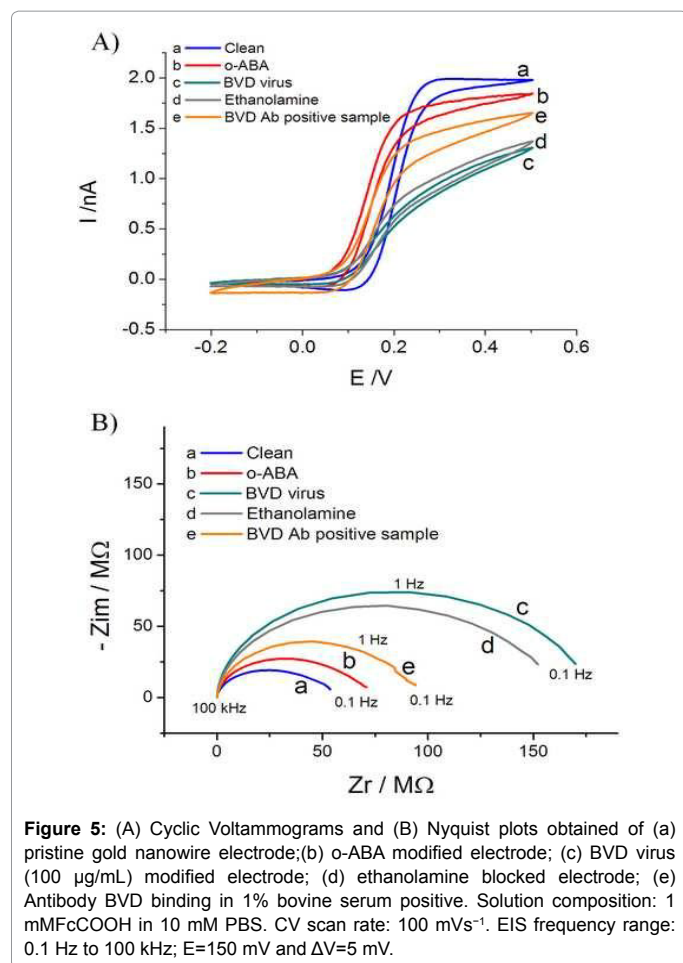 A)
a Clean
b o-ABA
c BVD virus
d Ethanolamine
e BVD Ab positive sample
a
b
e
d
c
2.0
1.5
1.0
0.5
0.0
-0.5
I /nA
-0.2 0.0 0.2 0.4 0.6
E /V
B)
a Clean
b o-ABA
c BVD virus
d Ethanolamine
e BVD Ab positive sample
150
100
50
0
- Zim / MΩ
1 Hz
c
d
1 Hz
b
e
a
0.1 Hz
100 kHz
0.1 Hz
0.1 Hz
0 50 100 150
Zr / MΩ
Figure 5: (A) Cyclic Voltammograms and (B) Nyquist plots obtained of (a)
pristine gold nanowire electrode;(b) o-ABA modified electrode; (c) BVD virus
(100 μg/mL) modified electrode; (d) ethanolamine blocked electrode; (e)
Antibody BVD binding in 1% bovine serum positive. Solution composition: 1
mMFcCOOH in 10 mM PBS. CV scan rate: 100 mVs⁻¹. EIS frequency range:
0.1 Hz to 100 kHz; E=150 mV and ΔV=5 mV.